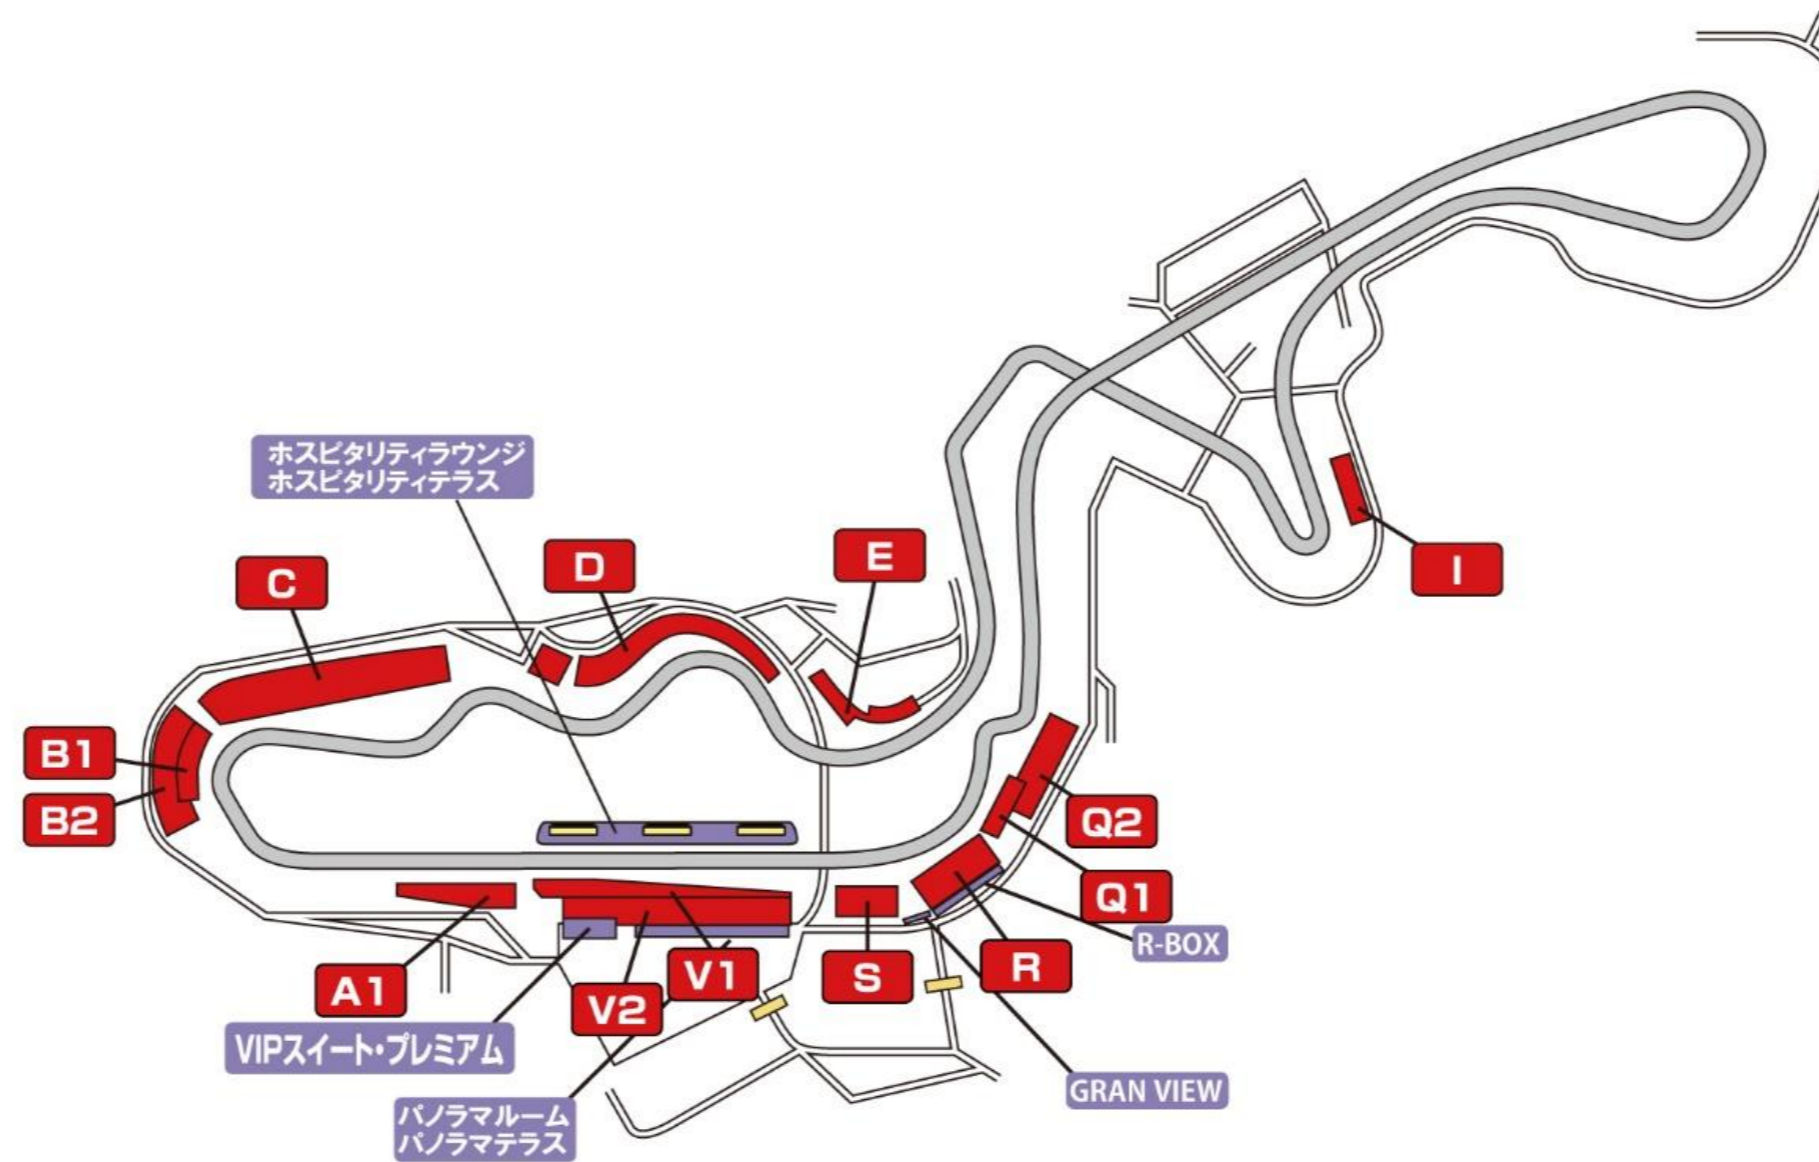 ホスピタリティラウンジ
ホスピタリティテラス
C
D
E
I
B1
B2
Q2
Q1
R-BOX
A1
V2
V1
S
R
VIPスイート・プレミアム
GRAN VIEW
パノラマルーム
パノラマテラス